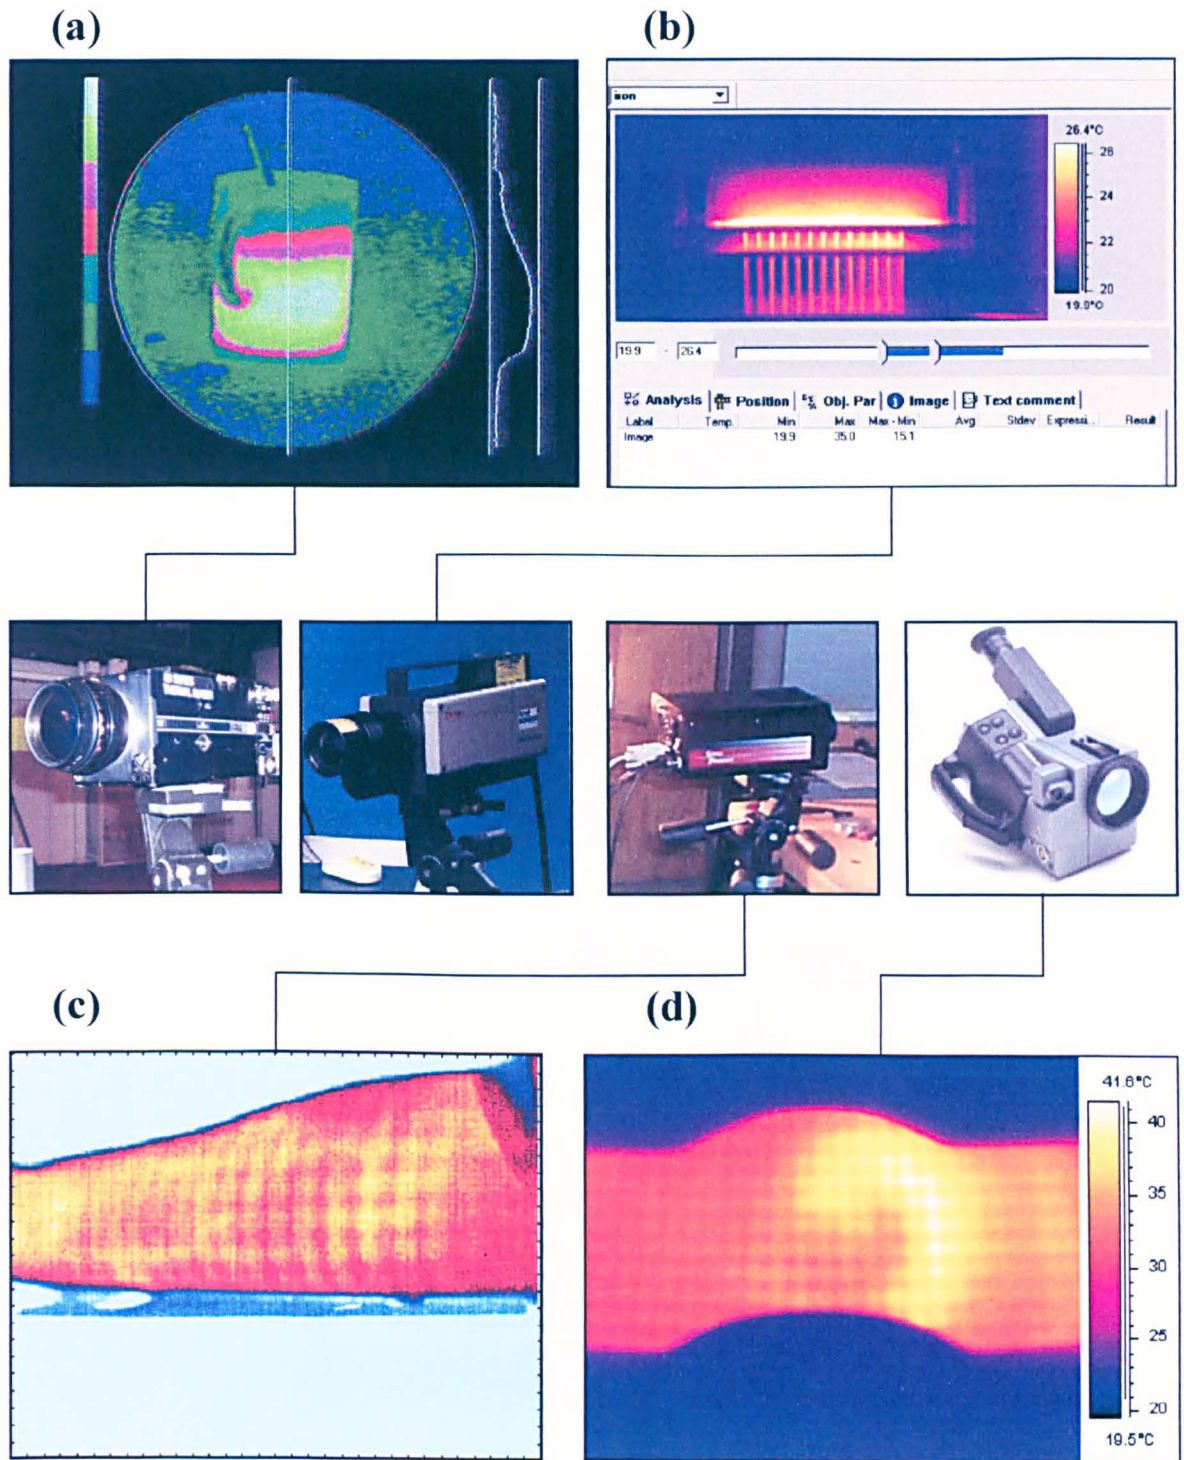 (a)
(b)
iron
26.4°C
26
24
22
20
19.9°C
19.9 - 26.4
Analysis Position Obj. Par Image Text comment
Label Temp. Min Max Max - Min Avg Stdev Expressi... Result
Image 19.9 35.0 15.1
(c)
(d)
41.6°C
40
35
30
25
20
19.5°C